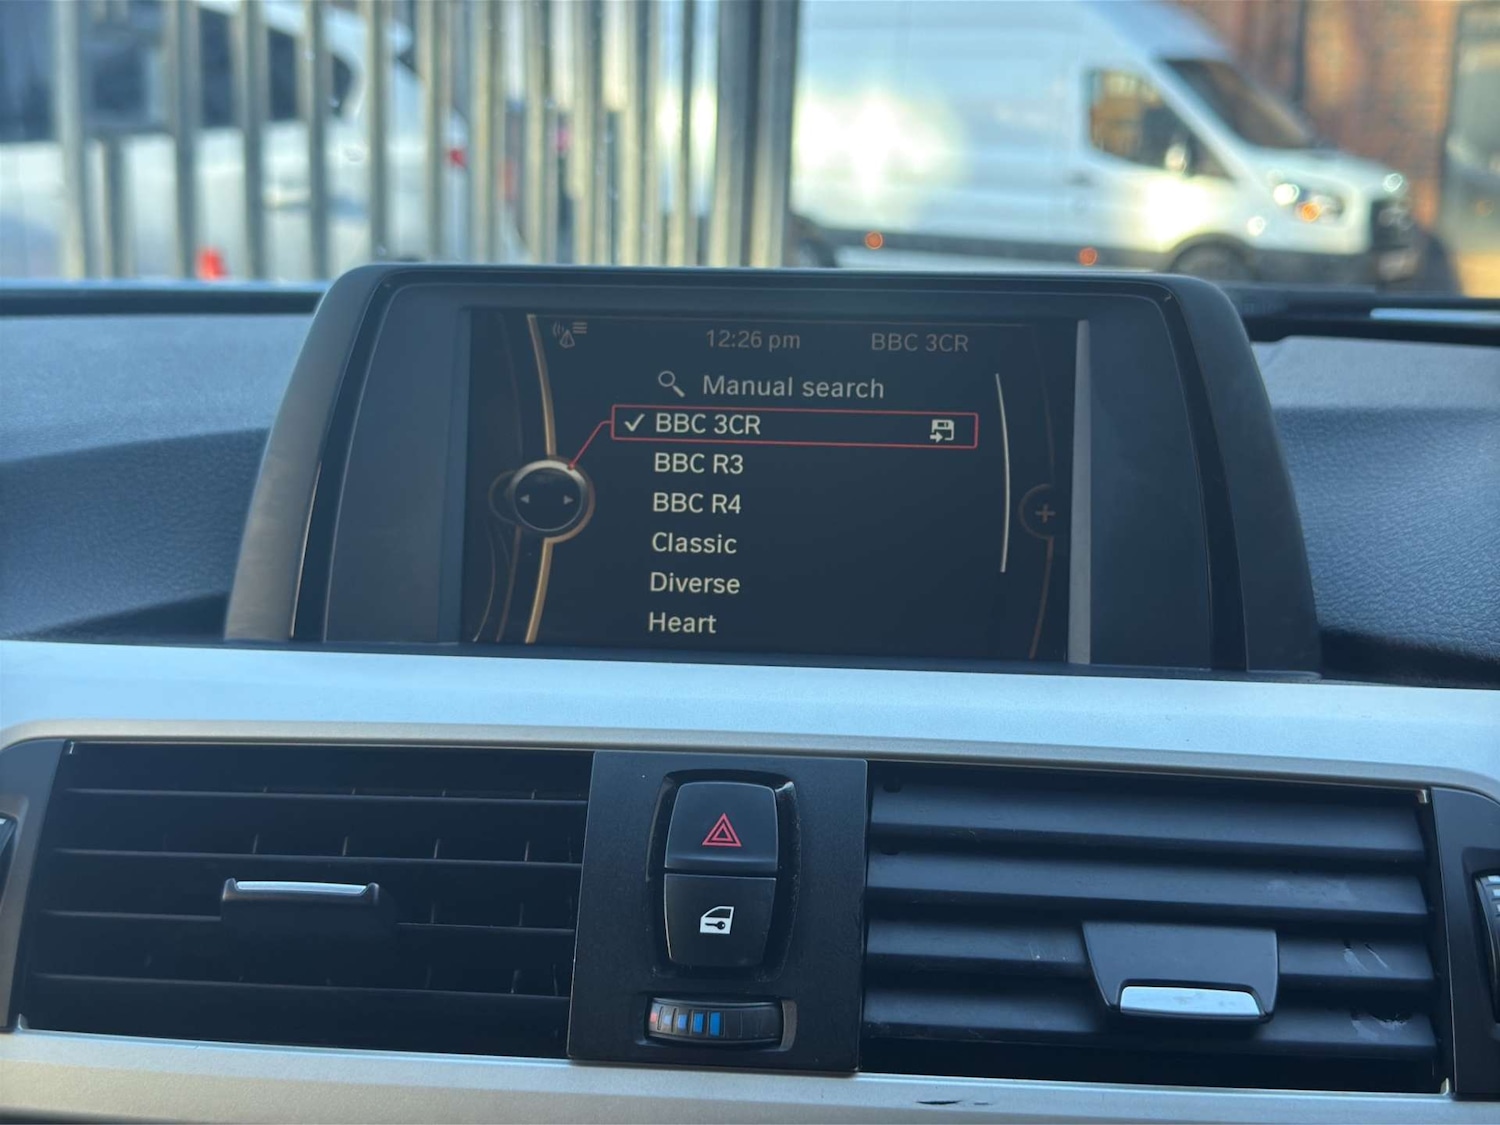 12:26 pm BBC 3CR
Manual search
BBC 3CR
BBC R3
BBC R4
Classic
Diverse
Heart